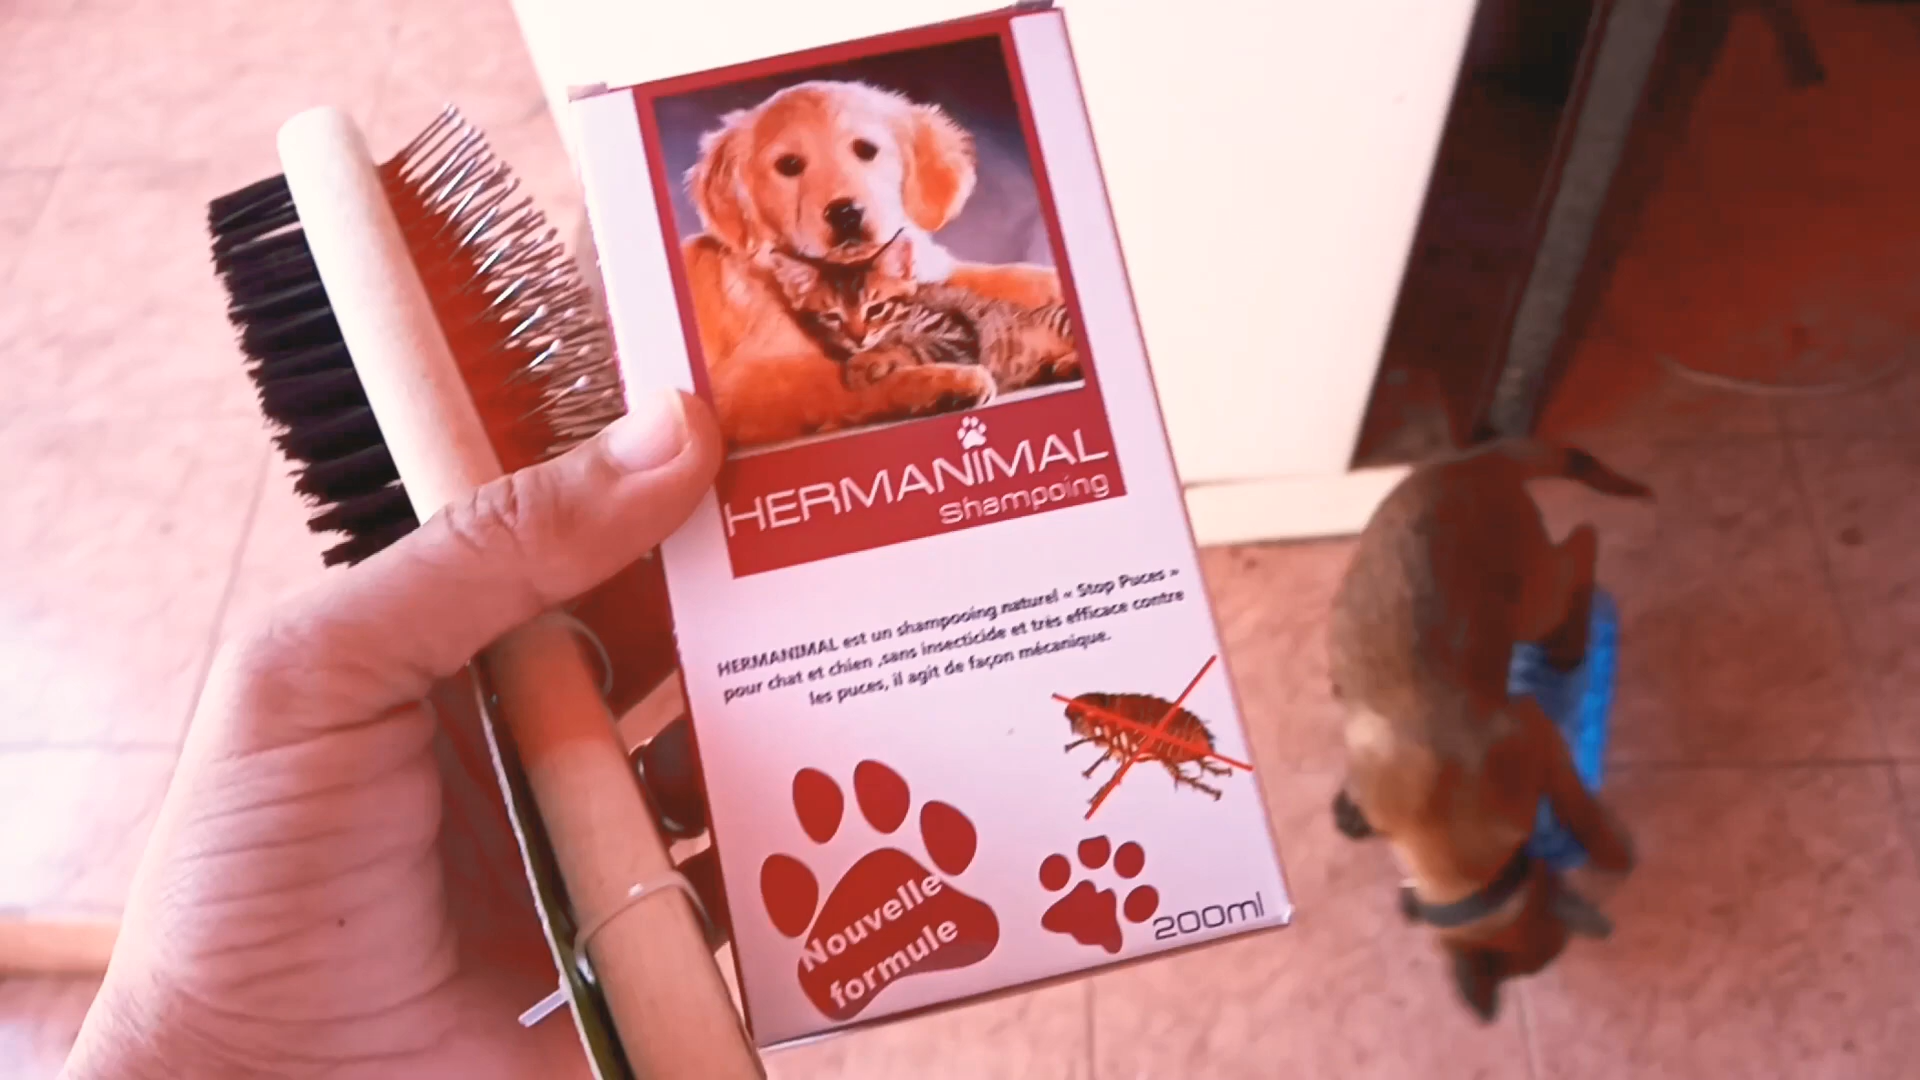 HERMANIMAL
Shampoing
HERMANIMAL est un shampooing naturel « Stop Puces »
pour chat et chien ,sans insecticide et très efficace contre
les puces, il agit de façon mécanique.
Nouvelle
formule
200ml